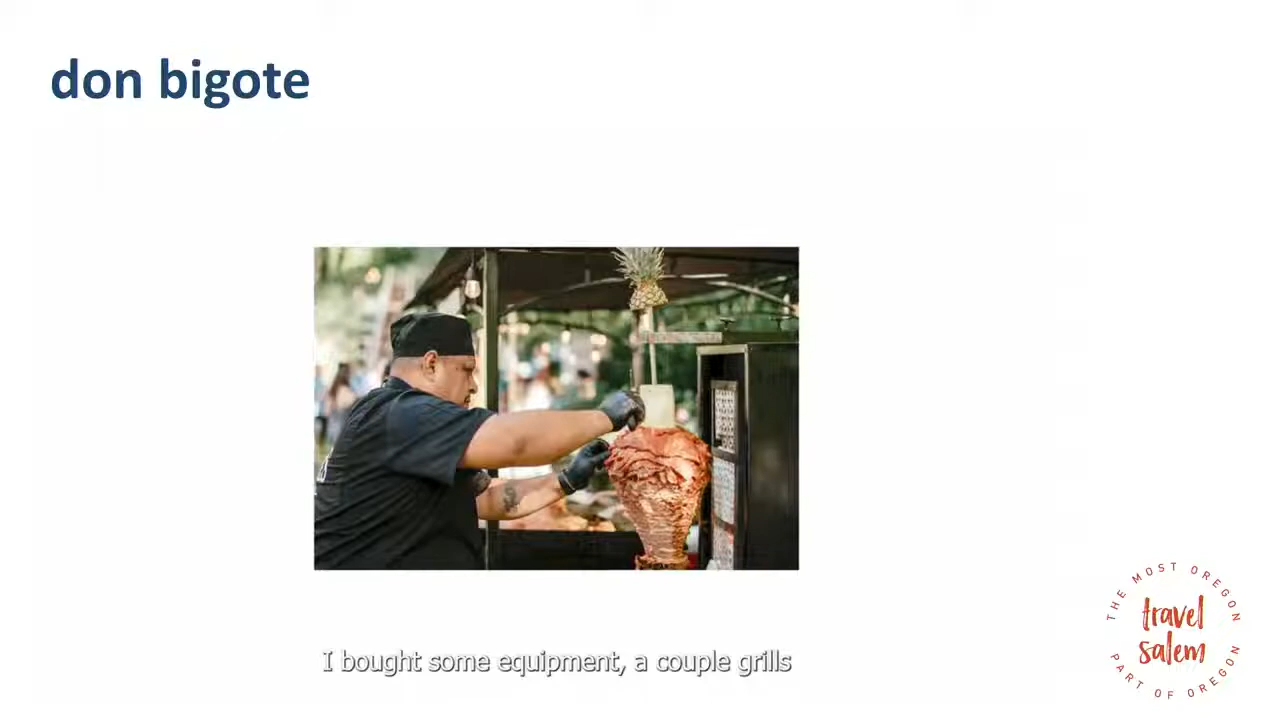 don bigote
I bought some equipment, a couple grills
THE MOST OREGON
travel
salem
PART OF OREGON